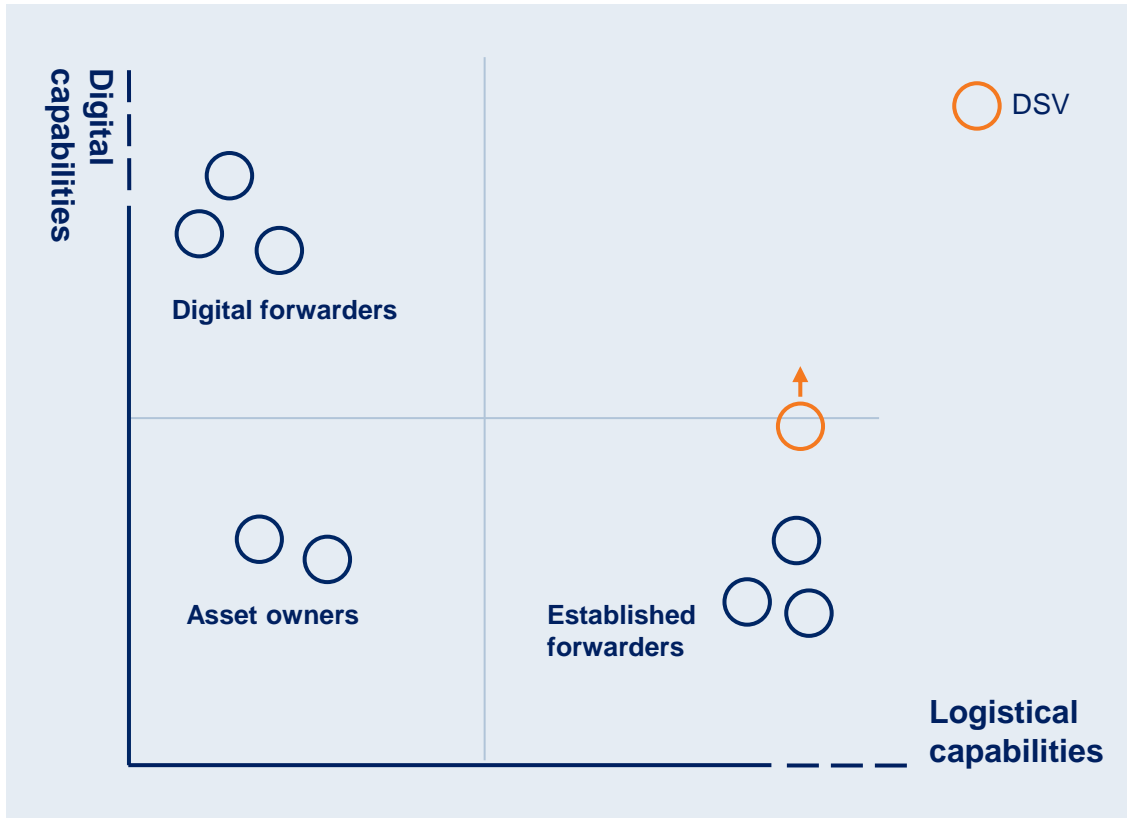 Digital
capabilities
DSV
Digital forwarders
Asset owners
Established
forwarders
Logistical
capabilities